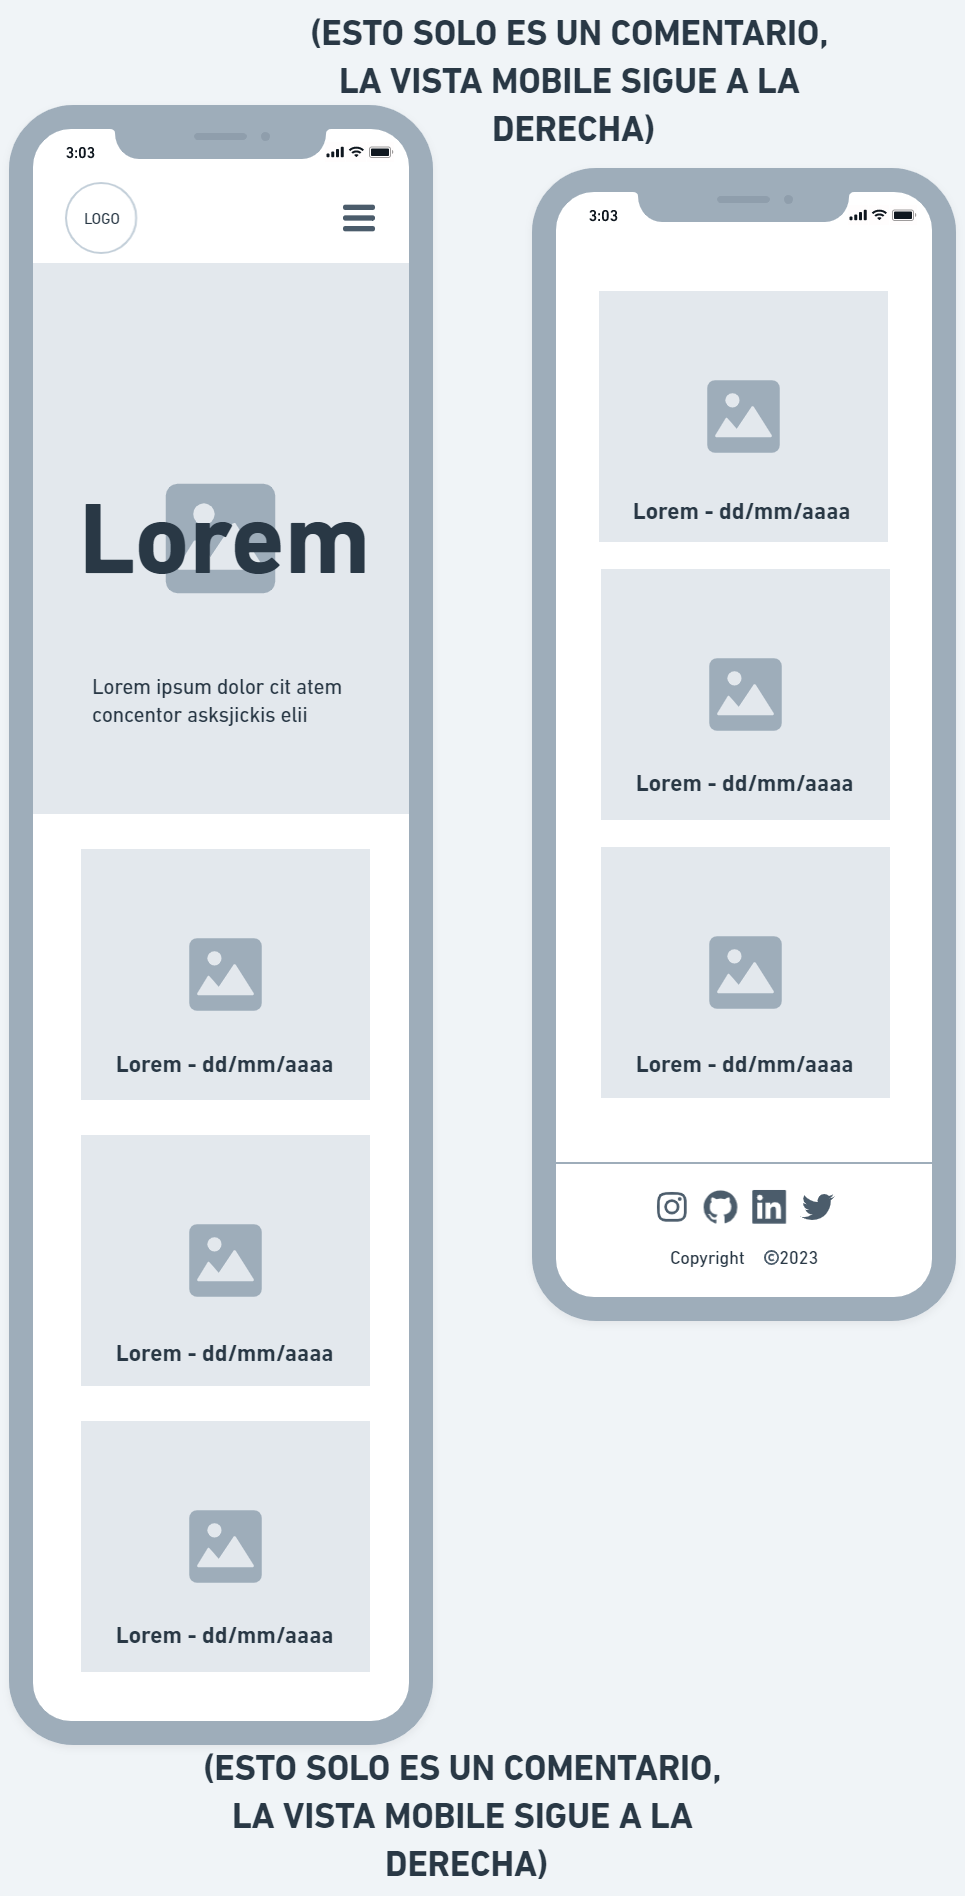 (ESTO SOLO ES UN COMENTARIO,
LA VISTA MOBILE SIGUE A LA
DERECHA)
3:03
LOGO
Lorem
Lorem ipsum dolor cit atem
concentor asksjickis elii
Lorem - dd/mm/aaaa
Lorem - dd/mm/aaaa
Lorem - dd/mm/aaaa
(ESTO SOLO ES UN COMENTARIO,
LA VISTA MOBILE SIGUE A LA
DERECHA)
3:03
Lorem - dd/mm/aaaa
Lorem - dd/mm/aaaa
Lorem - dd/mm/aaaa
in
Copyright ©2023